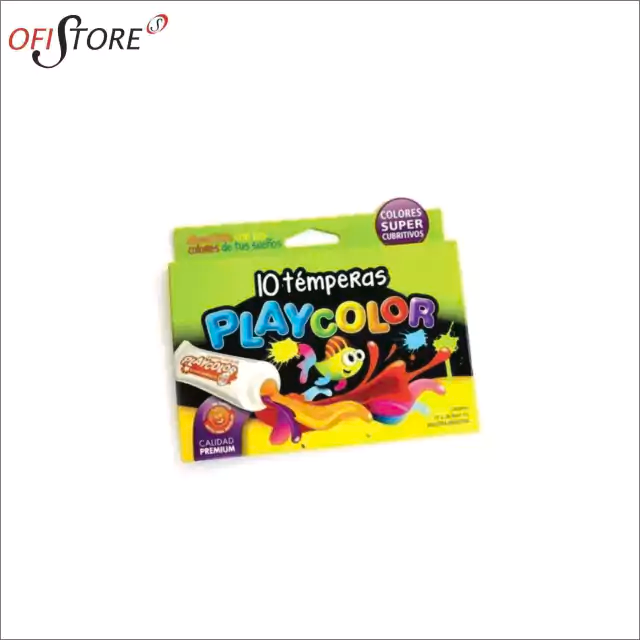 OFISTORE
COLORES
SUPER
CUBRITIVOS
colores de tus sueños
10 témperas
PLAYCOLOR
PLAYCOLOR
CALIDAD
PREMIUM